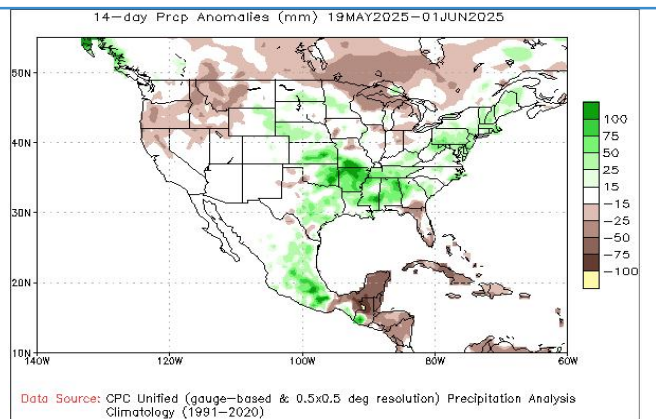 14-day Prcp Anomalies (mm) 19MAY2025-01JUN2025
50N
40N
30N
20N
10N
140W 120W 100W 80W 60W
100
75
50
25
15
-15
-25
-50
-75
-100
Data Source: CPC Unified (gauge-based & 0.5x0.5 deg resolution) Precipitation Analysis
Climatology (1991-2020)